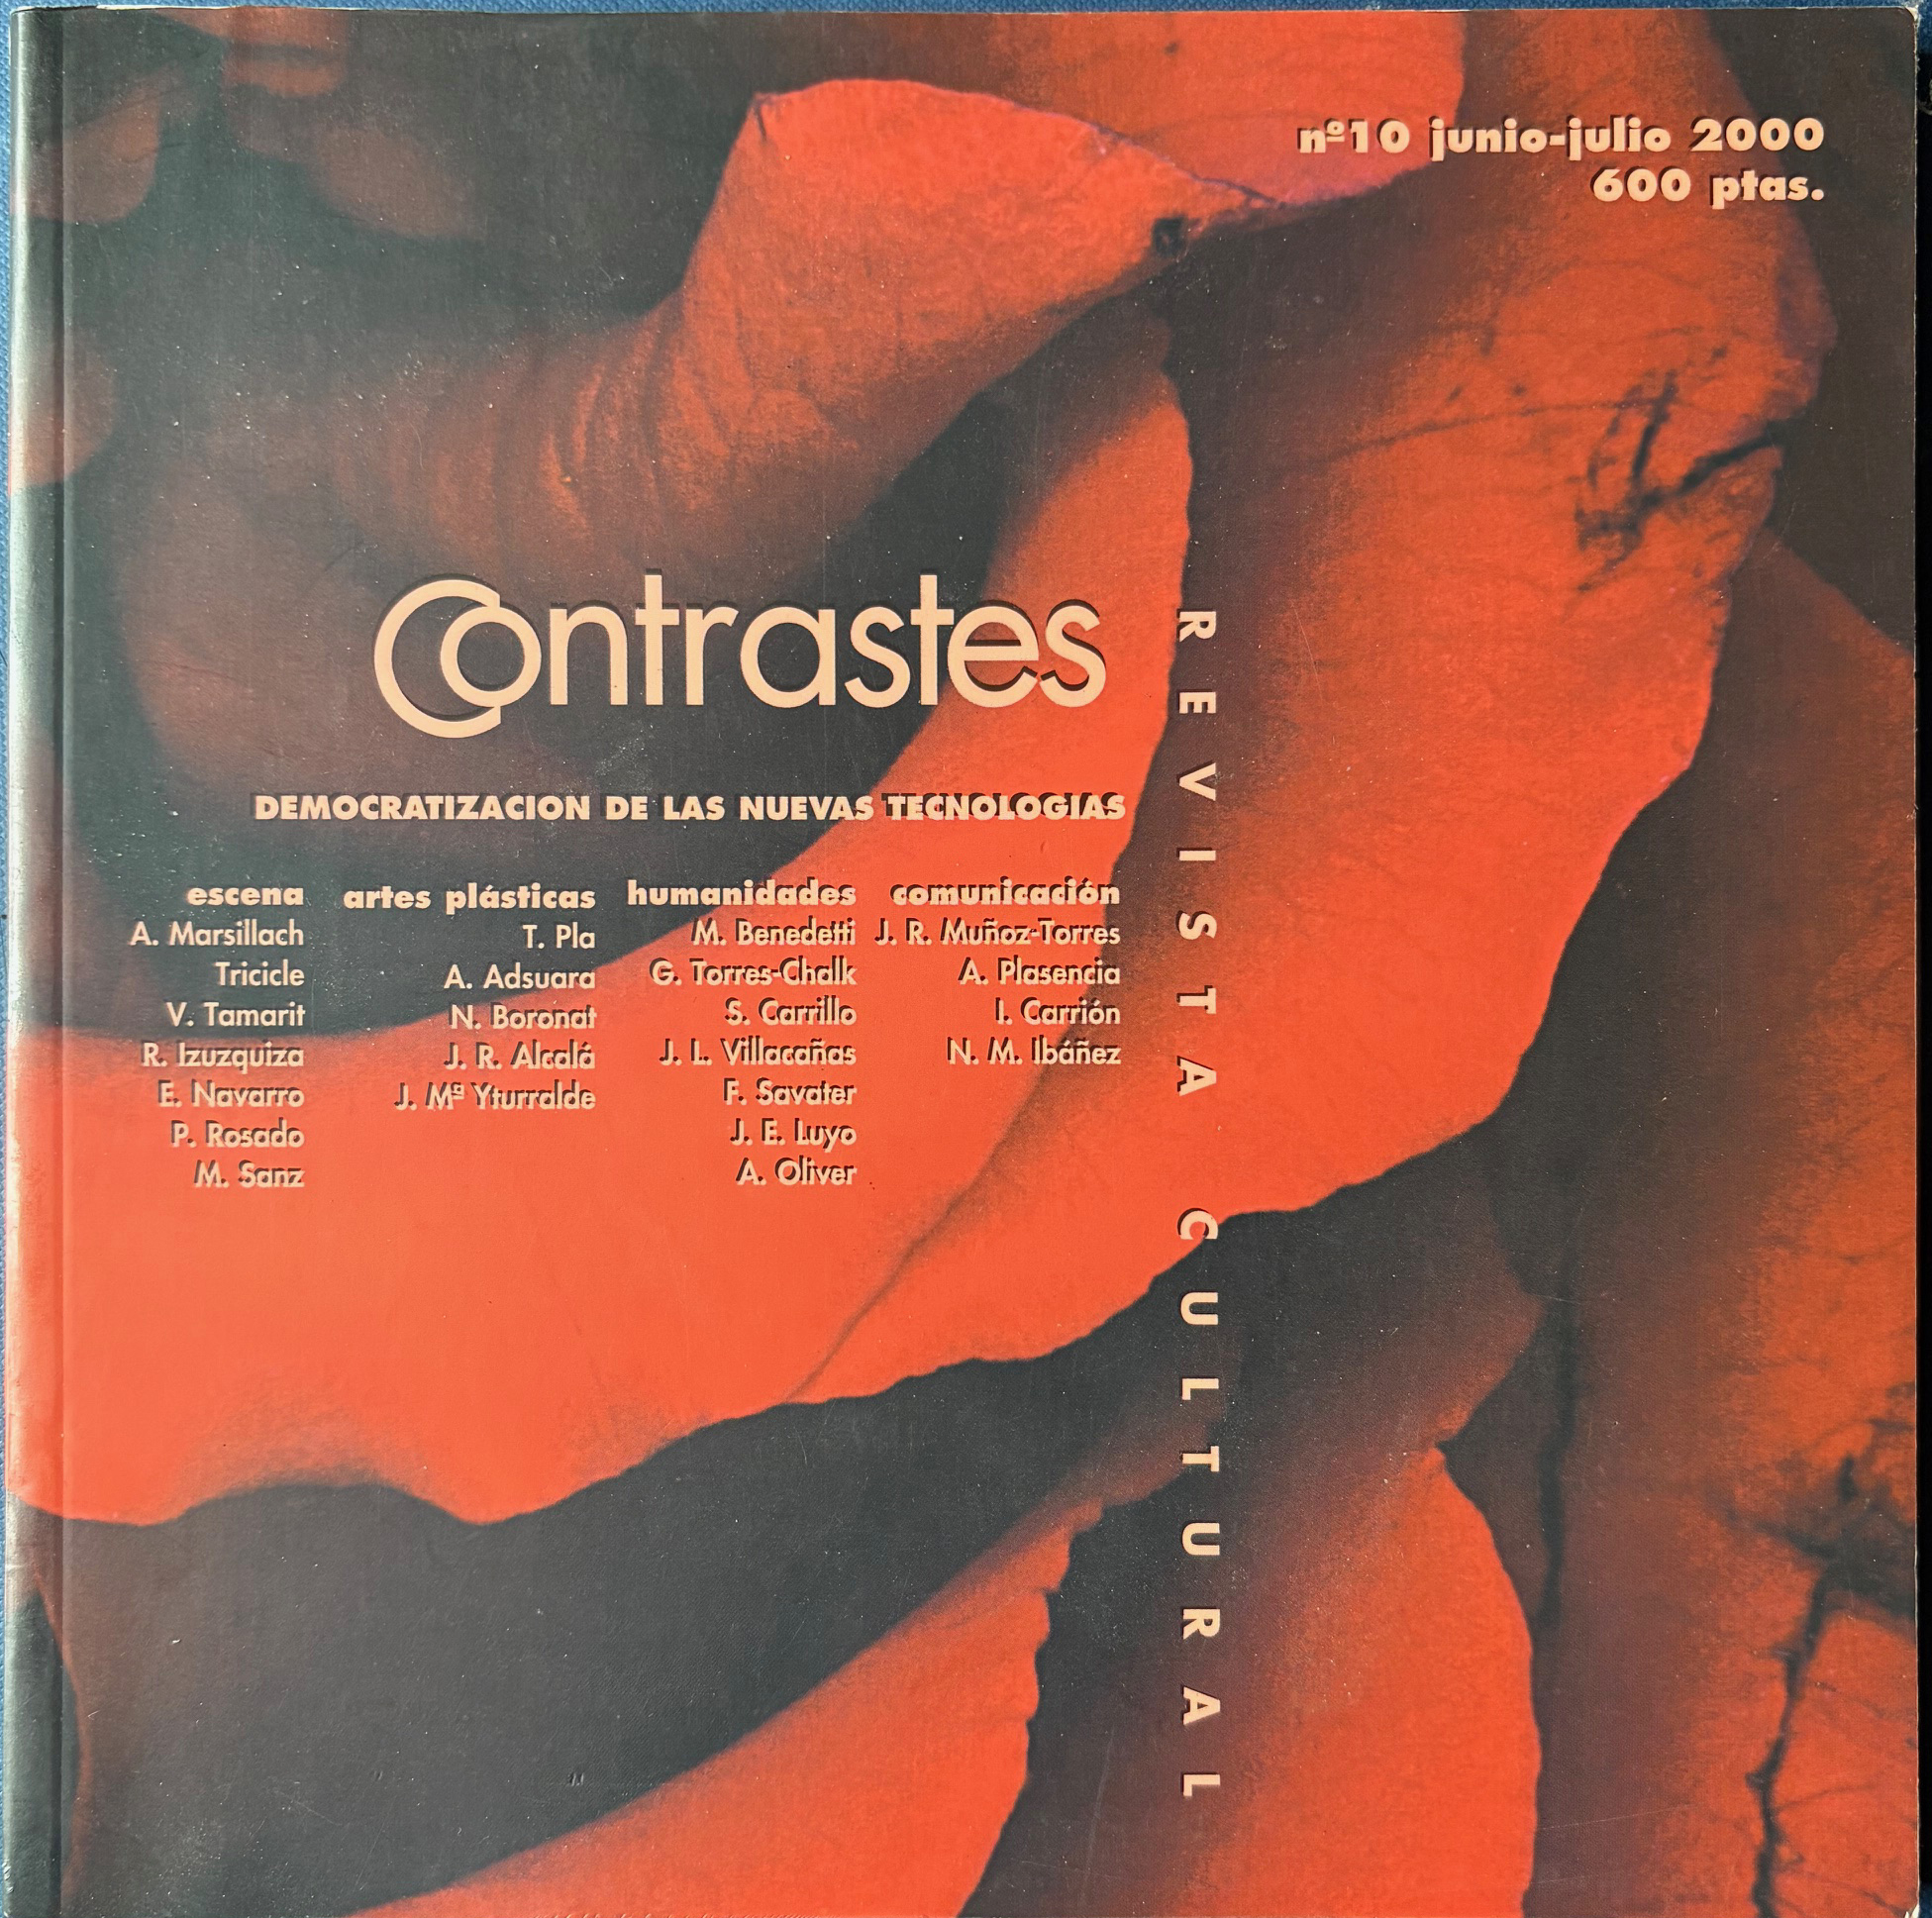 nº10 junio-julio 2000
600 ptas.
Contrastes
REVISTA CULTURAL
DEMOCRATIZACION DE LAS NUEVAS TECNOLOGIAS
escena
A. Marsillach
Tricicle
V. Tamarit
R. Izuzquiza
E. Navarro
P. Rosado
M. Sanz
artes plásticas
T. Pla
A. Adsuara
N. Boronat
J. R. Alcalá
J. Mª Yturralde
humanidades
M. Benedetti
G. Torres-Chalk
S. Carrillo
J. L. Villacañas
F. Savater
J. E. Luyo
A. Oliver
comunicación
J. R. Muñoz-Torres
A. Plasencia
I. Carrión
N. M. Ibáñez